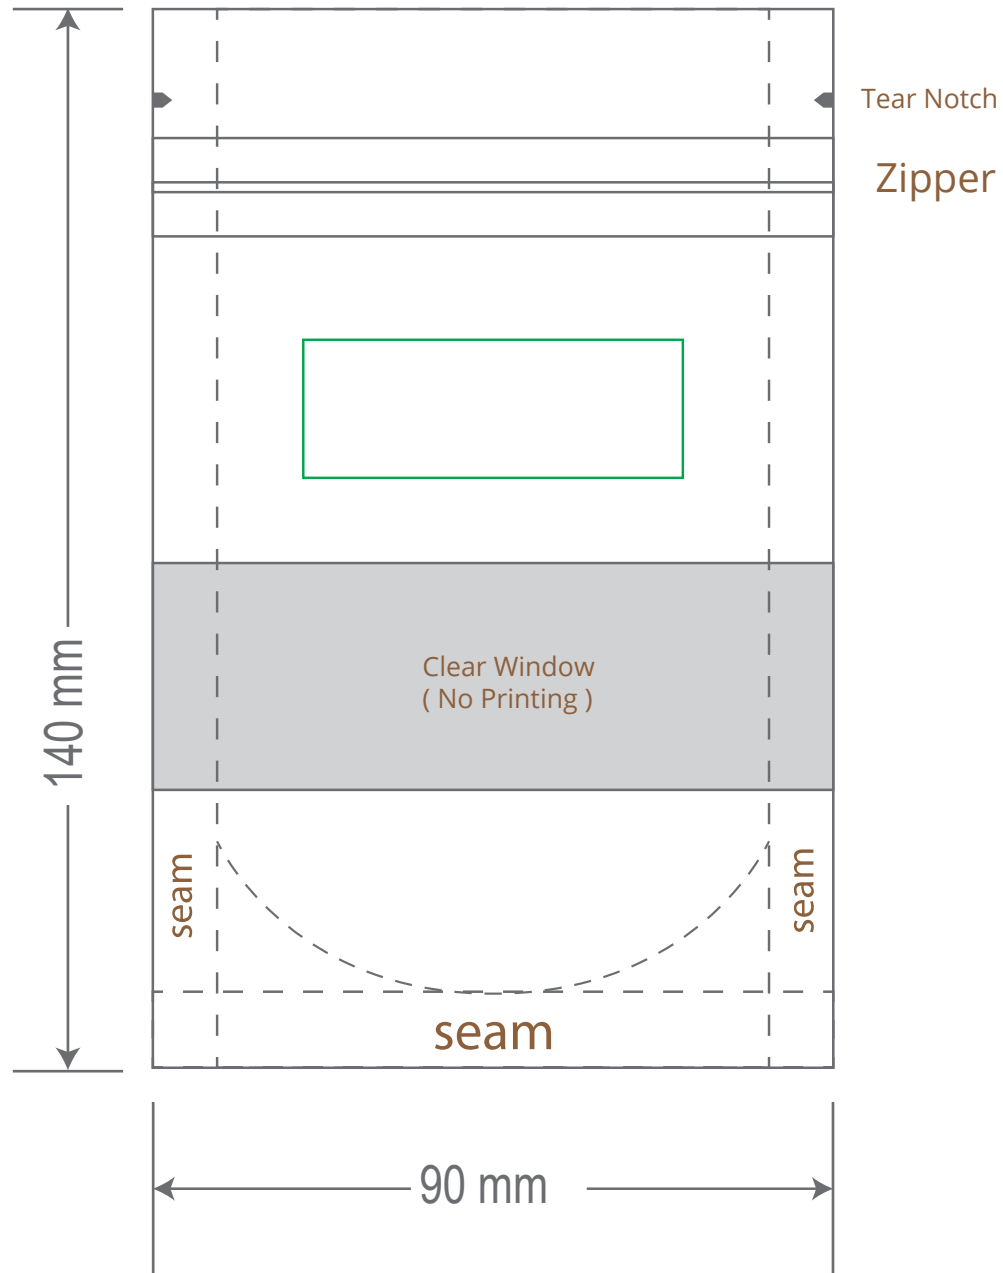 Tear Notch
Zipper
Clear Window
( No Printing )
140 mm
seam
seam
seam
90 mm